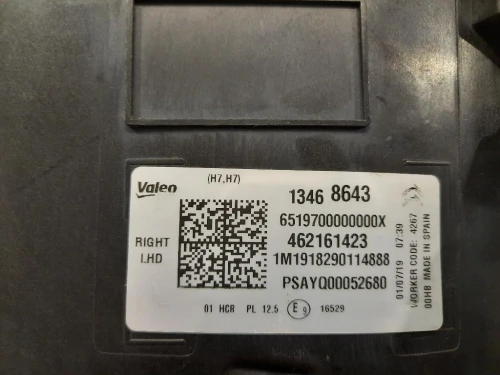 Valeo
(H7,H7)
1346 8643
6519700000000X
462161423
1M1918290114888
PSAYQ00052680
RIGHT
LHD
01 HCR PL 12.5 E9 16529
01/07/19 07:39
WORKER CODE: 4267
00HB MADE IN SPAIN